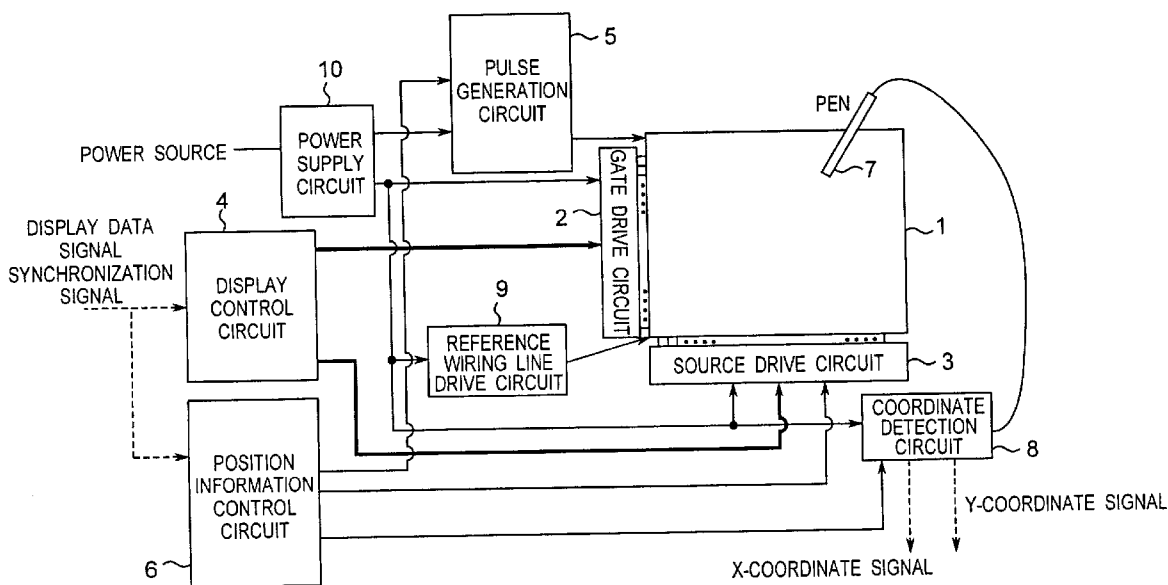 5
PULSE
GENERATION
CIRCUIT
10
POWER
SUPPLY
CIRCUIT
POWER SOURCE
PEN
7
GATE DRIVE CIRCUIT
2
1
4
DISPLAY DATA
SIGNAL
SYNCHRONIZATION
SIGNAL
DISPLAY
CONTROL
CIRCUIT
9
REFERENCE
WIRING LINE
DRIVE CIRCUIT
SOURCE DRIVE CIRCUIT
3
COORDINATE
DETECTION
CIRCUIT
8
POSITION
INFORMATION
CONTROL
CIRCUIT
6
Y-COORDINATE SIGNAL
X-COORDINATE SIGNAL